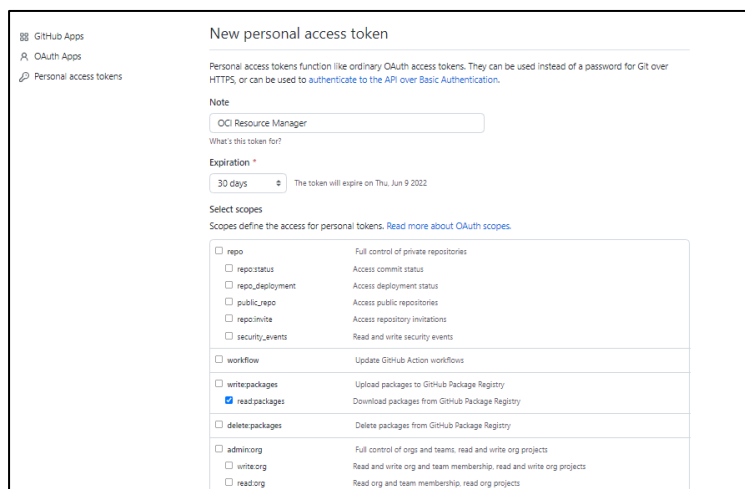 GitHub Apps
OAuth Apps
Personal access tokens
New personal access token
Personal access tokens function like ordinary OAuth access tokens. They can be used instead of a password for Git over
HTTPS, or can be used to authenticate to the API over Basic Authentication.
Note
OCI Resource Manager
What's this token for?
Expiration *
30 days The token will expire on Thu, Jun 9 2022
Select scopes
Scopes define the access for personal tokens. Read more about OAuth scopes.
repo Full control of private repositories
repo:status Access commit status
repo_deployment Access deployment status
public_repo Access public repositories
repo:invite Access repository invitations
security_events Read and write security events
workflow Update GitHub Action workflows
write:packages Upload packages to GitHub Package Registry
read:packages Download packages from GitHub Package Registry
delete:packages Delete packages from GitHub Package Registry
admin:org Full control of orgs and teams, read and write org projects
write:org Read and write org and team membership, read and write org projects
read:org Read org and team membership, read org projects